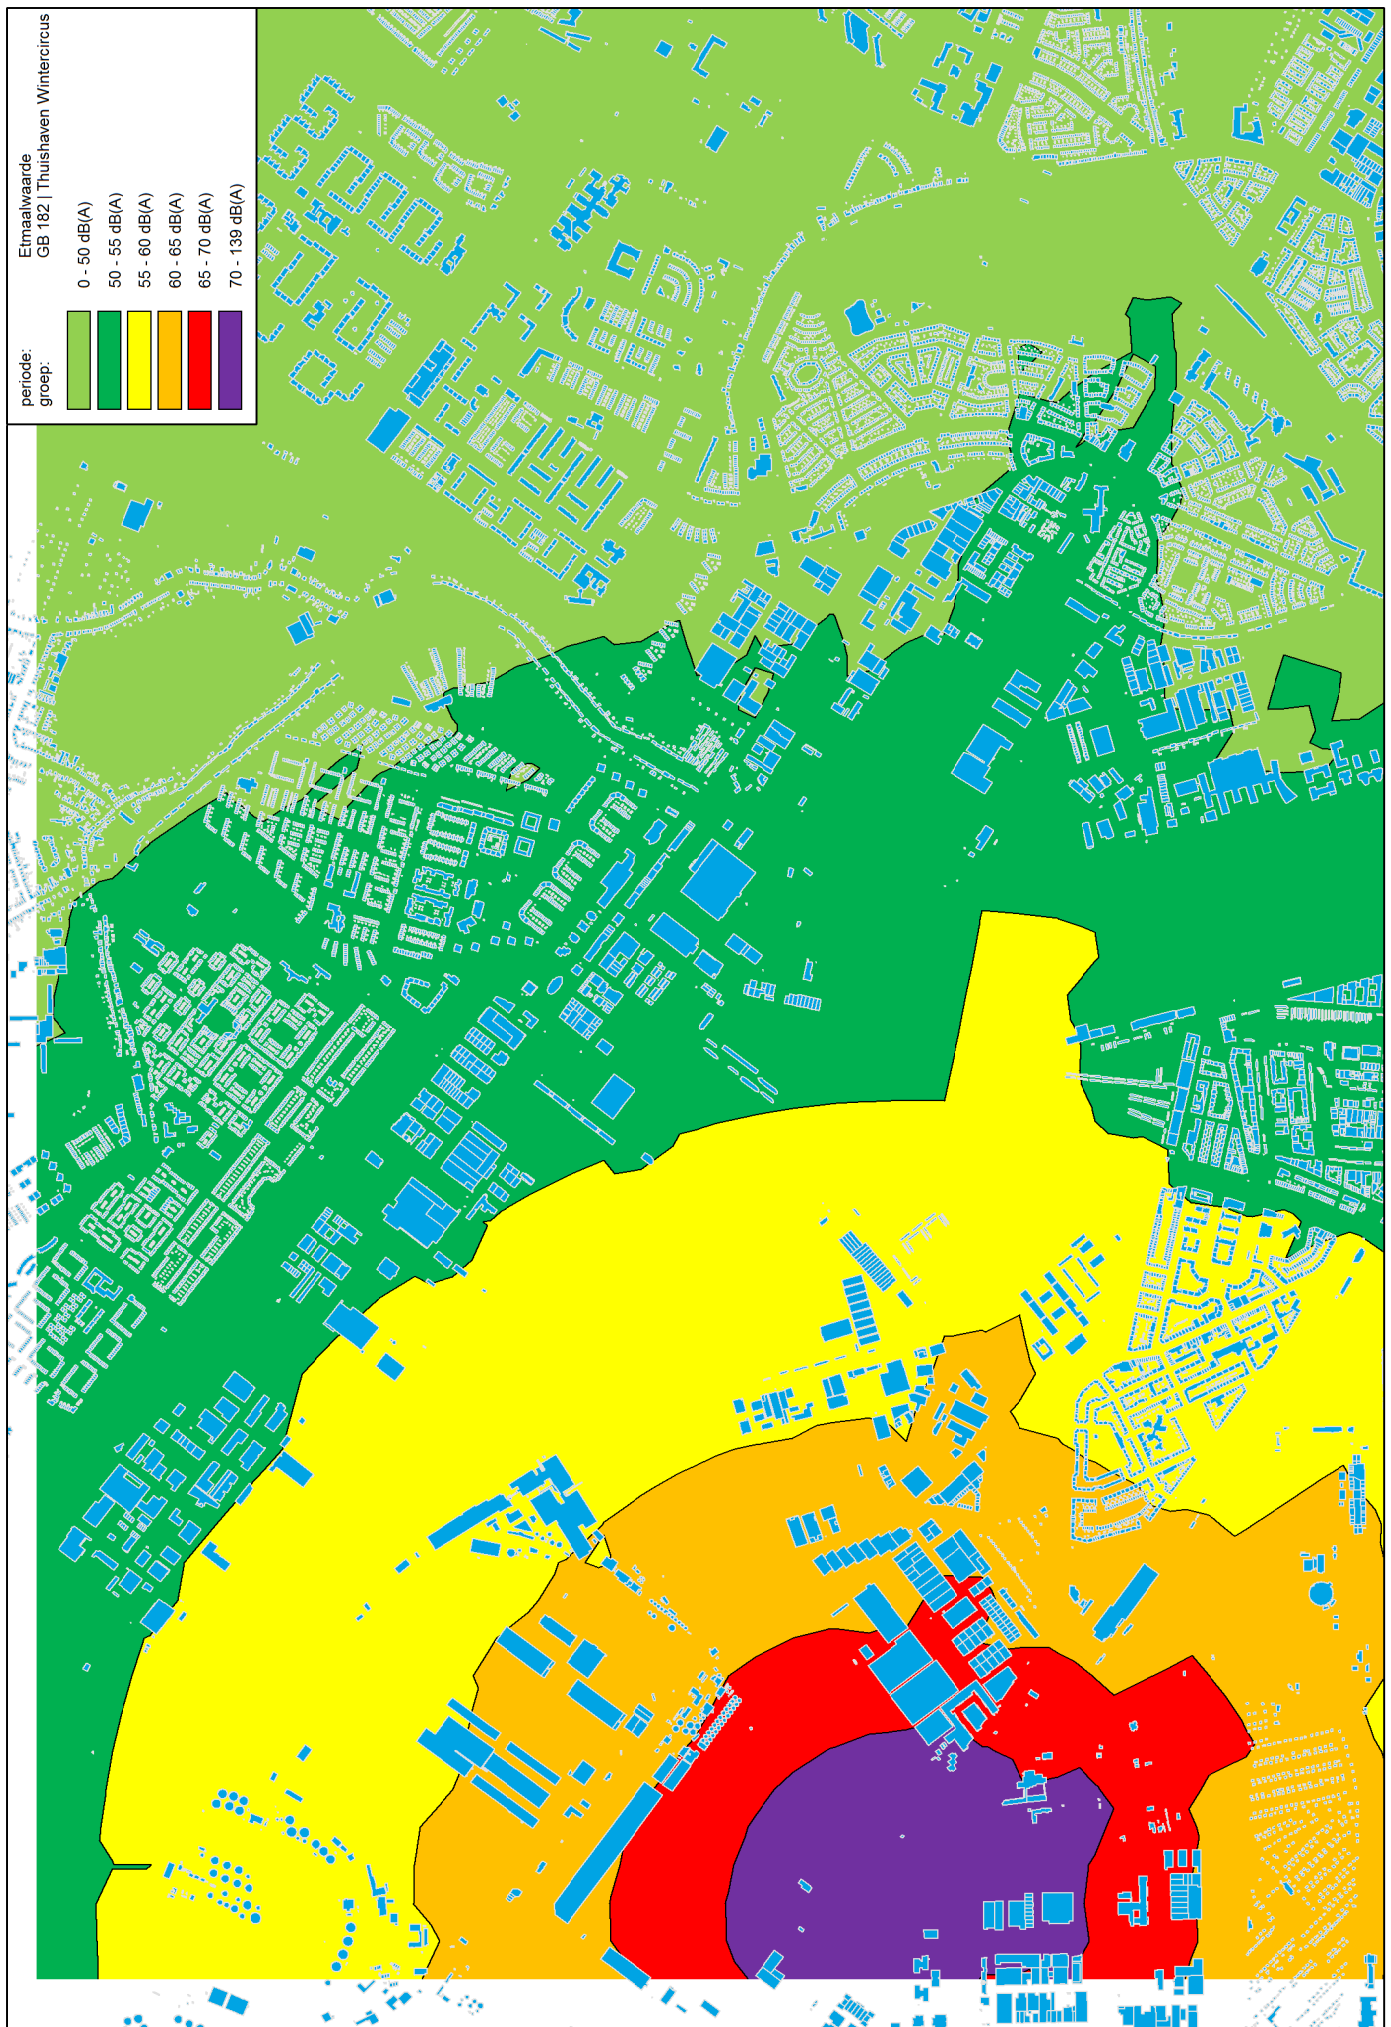 periode: Etmaalwaarde
groep: GB 182 | Thuishaven Wintercircus
0 - 50 dB(A)
50 - 55 dB(A)
55 - 60 dB(A)
60 - 65 dB(A)
65 - 70 dB(A)
70 - 139 dB(A)